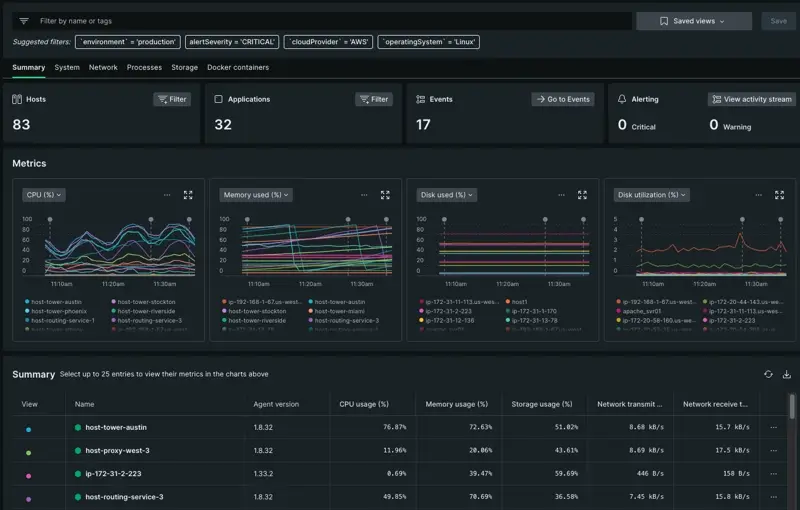 Filter by name or tags
Saved views
Save
Suggested filters: `environment` = 'production' alertSeverity = 'CRITICAL' `cloudProvider` = 'AWS' `operatingSystem` = 'Linux'
Summary System Network Processes Storage Docker containers
Hosts Filter
83
Applications Filter
32
Events Go to Events
17
Alerting View activity stream
0 Critical 0 Warning
Metrics
CPU (%) ...
100
80
60
40
20
0
11:10am 11:20am 11:30am
host-tower-austin host-tower-stockton
host-tower-phoenix host-tower-riverside
host-routing-service-1 host-routing-service-3
Memory used (%) ...
100
80
60
40
20
0
11:10am 11:20am 11:30am
ip-192-168-1-67.us-west... host-tower-austin
host-tower-stockton host-tower-miami
host-tower-riverside host-routing-service-3
Disk used (%) ...
100
80
60
40
20
0
11:10am 11:20am 11:30am
ip-172-31-11-113.us-wes... host1
ip-172-31-2-223 ip-172-31-1-170
ip-172-31-12-136 ip-172-31-13-78
Disk utilization (%) ...
5
4
3
2
1
0
11:10am 11:20am 11:30am
ip-192-168-1-67.us-west... ip-172-20-44-143.us-wes...
apache_svr01 ip-172-31-11-113.us-wes...
ip-172-20-58-160.us-wes... ip-172-31-2-223
Summary Select up to 25 entries to view their metrics in the charts above
View Name Agent version CPU usage (%) Memory usage (%) Storage usage (%) Network transmit ... Network receive t...
host-tower-austin 1.8.32 76.87% 72.63% 51.02% 8.68 kB/s 15.7 kB/s ...
host-proxy-west-3 1.8.32 11.96% 20.06% 43.61% 8.69 kB/s 17.5 kB/s ...
ip-172-31-2-223 1.33.2 0.69% 39.47% 59.69% 446 B/s 158 B/s ...
host-routing-service-3 1.8.32 49.85% 70.69% 36.58% 7.45 kB/s 15.8 kB/s ...